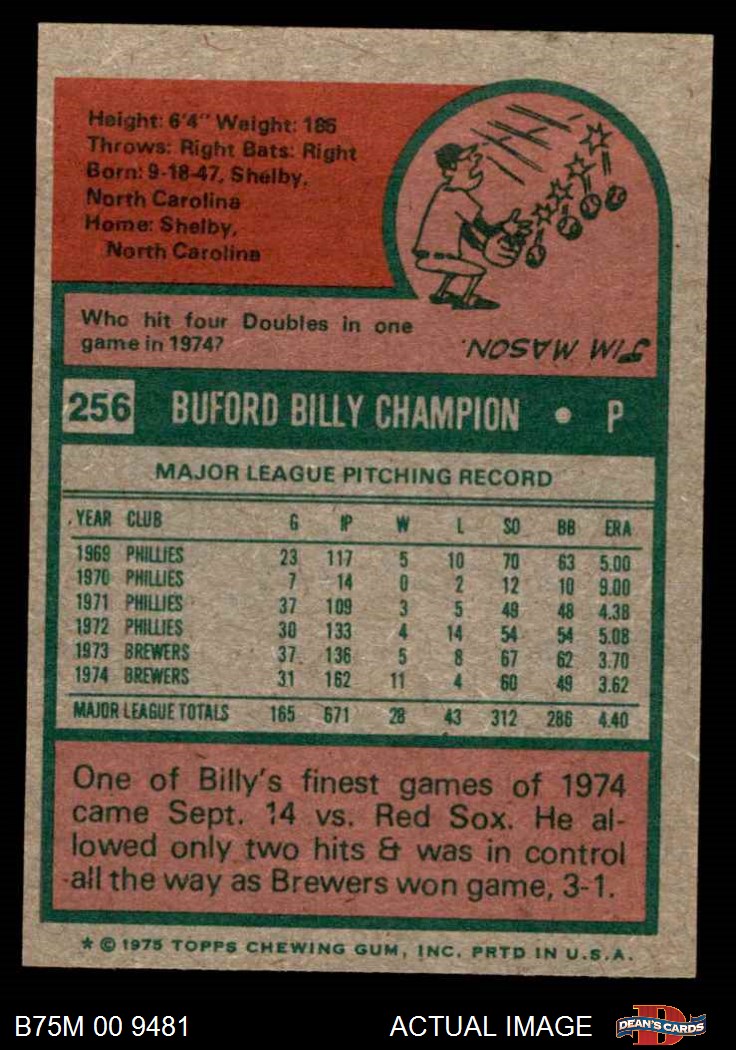 Height: 6'4" Weight: 185
Throws: Right Bats: Right
Born: 9-18-47, Shelby,
North Carolina
Home: Shelby,
North Carolina
Who hit four Doubles in one
game in 1974?
JIM MASON.
256 BUFORD BILLY CHAMPION • P
MAJOR LEAGUE PITCHING RECORD
YEAR CLUB G IP W L SO BB ERA
1969 PHILLIES 23 117 5 10 70 63 5.00
1970 PHILLIES 7 14 0 2 12 10 9.00
1971 PHILLIES 37 109 3 5 49 48 4.38
1972 PHILLIES 30 133 4 14 54 54 5.08
1973 BREWERS 37 136 5 8 67 62 3.70
1974 BREWERS 31 162 11 4 60 49 3.62
MAJOR LEAGUE TOTALS 165 671 28 43 312 286 4.40
One of Billy's finest games of 1974
came Sept. 14 vs. Red Sox. He al-
lowed only two hits & was in control
all the way as Brewers won game, 3-1.
* © 1975 TOPPS CHEWING GUM, INC. PRTD IN U.S.A.
B75M 00 9481 ACTUAL IMAGE D DEAN'S CARDS